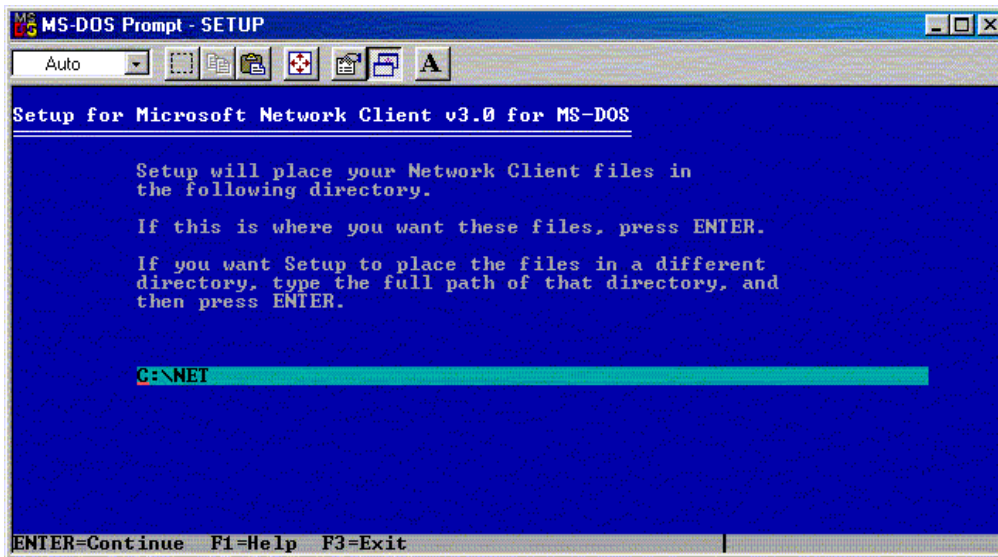 MS-DOS Prompt - SETUP
Auto
A
Setup for Microsoft Network Client v3.0 for MS-DOS
Setup will place your Network Client files in
the following directory.
If this is where you want these files, press ENTER.
If you want Setup to place the files in a different
directory, type the full path of that directory, and
then press ENTER.
C:\NET
ENTER=Continue F1=Help F3=Exit